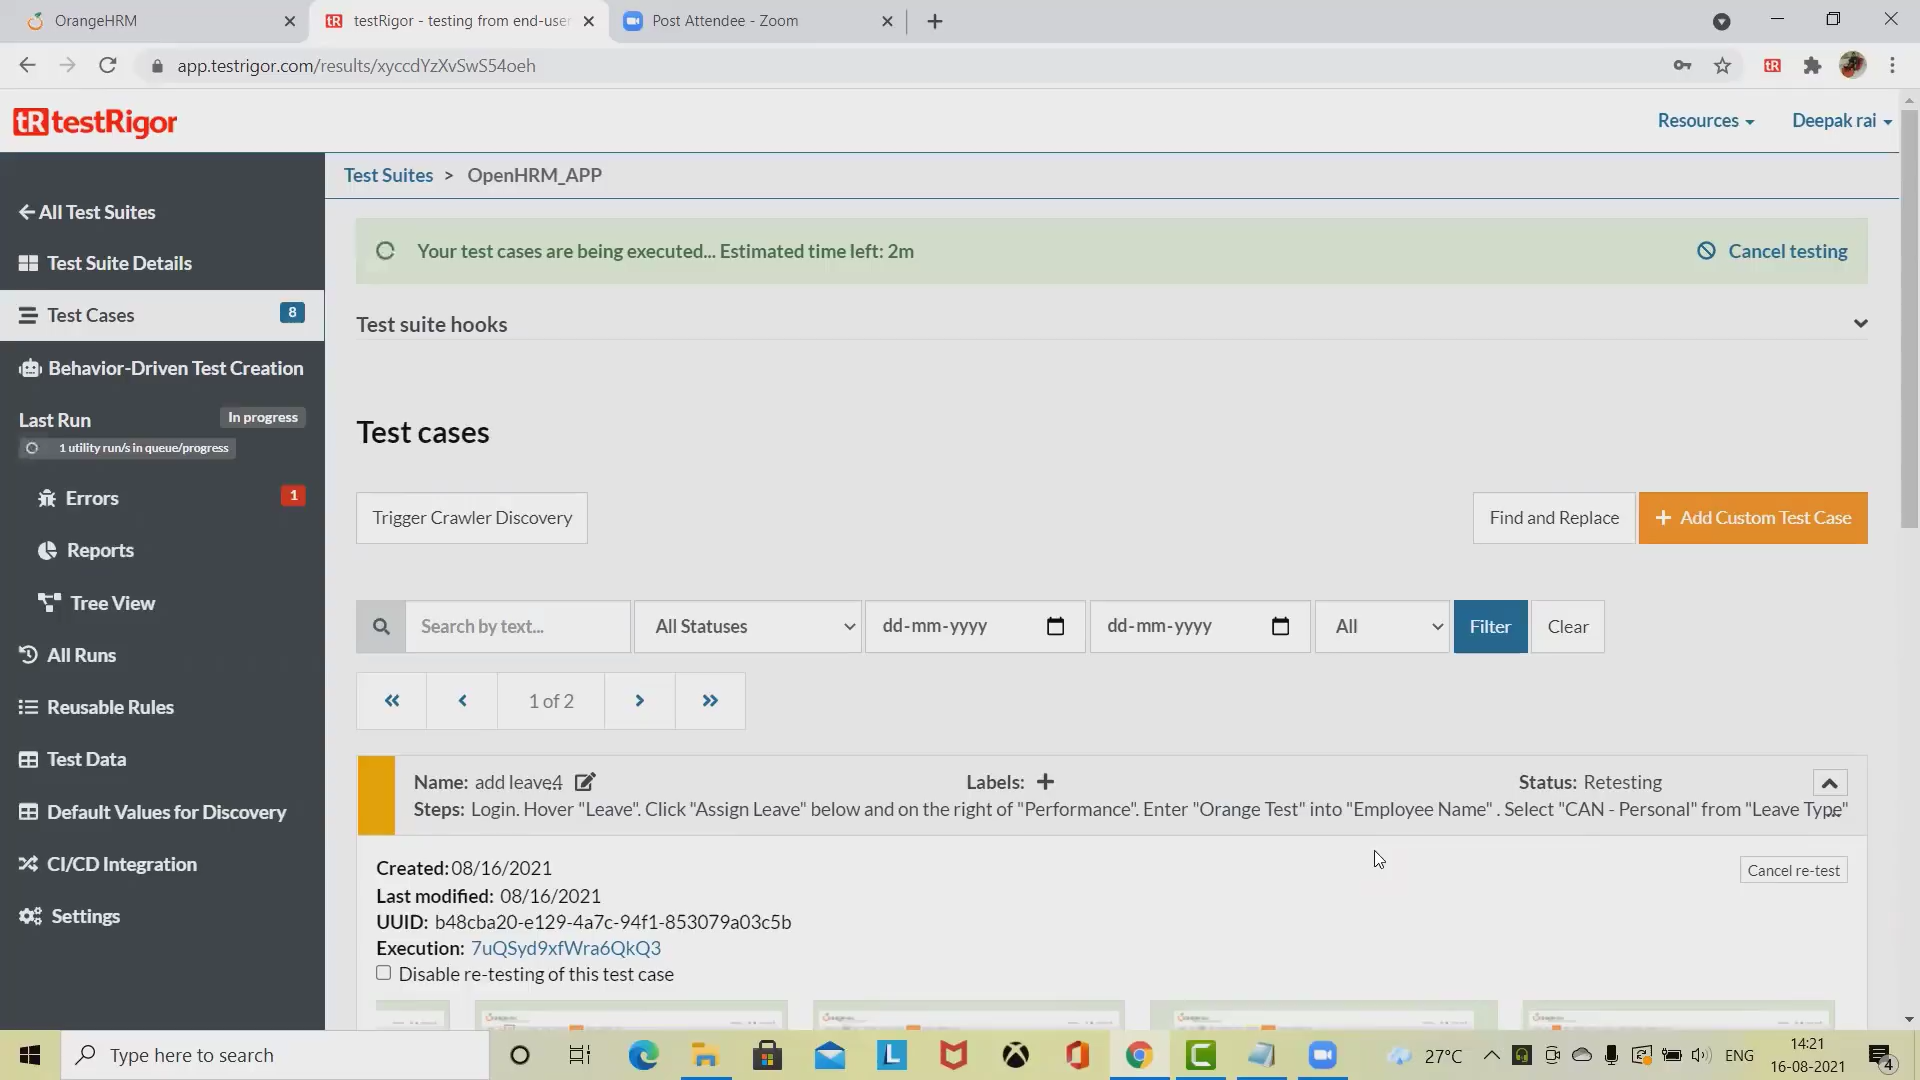 OrangeHRM
testRigor - testing from end-user
Post Attendee - Zoom
app.testrigor.com/results/xyccdYzXvSwS54oeh
tR testRigor
Resources
Deepak rai
Test Suites > OpenHRM_APP
All Test Suites
Test Suite Details
Test Cases 8
Behavior-Driven Test Creation
Last Run In progress
1 utility run/s in queue/progress
Errors 1
Reports
Tree View
All Runs
Reusable Rules
Test Data
Default Values for Discovery
CI/CD Integration
Settings
Your test cases are being executed... Estimated time left: 2m
Cancel testing
Test suite hooks
Test cases
Trigger Crawler Discovery
Find and Replace
+ Add Custom Test Case
Search by text...
All Statuses
dd-mm-yyyy
dd-mm-yyyy
All
Filter
Clear
« ‹ 1 of 2 › »
Name: add leave4
Labels: +
Status: Retesting
Steps: Login. Hover "Leave". Click "Assign Leave" below and on the right of "Performance". Enter "Orange Test" into "Employee Name" . Select "CAN - Personal" from "Leave Type"
Created: 08/16/2021
Cancel re-test
Last modified: 08/16/2021
UUID: b48cba20-e129-4a7c-94f1-853079a03c5b
Execution: 7uQSyd9xfWra6QkQ3
Disable re-testing of this test case
Type here to search
27°C
ENG
14:21
16-08-2021
4